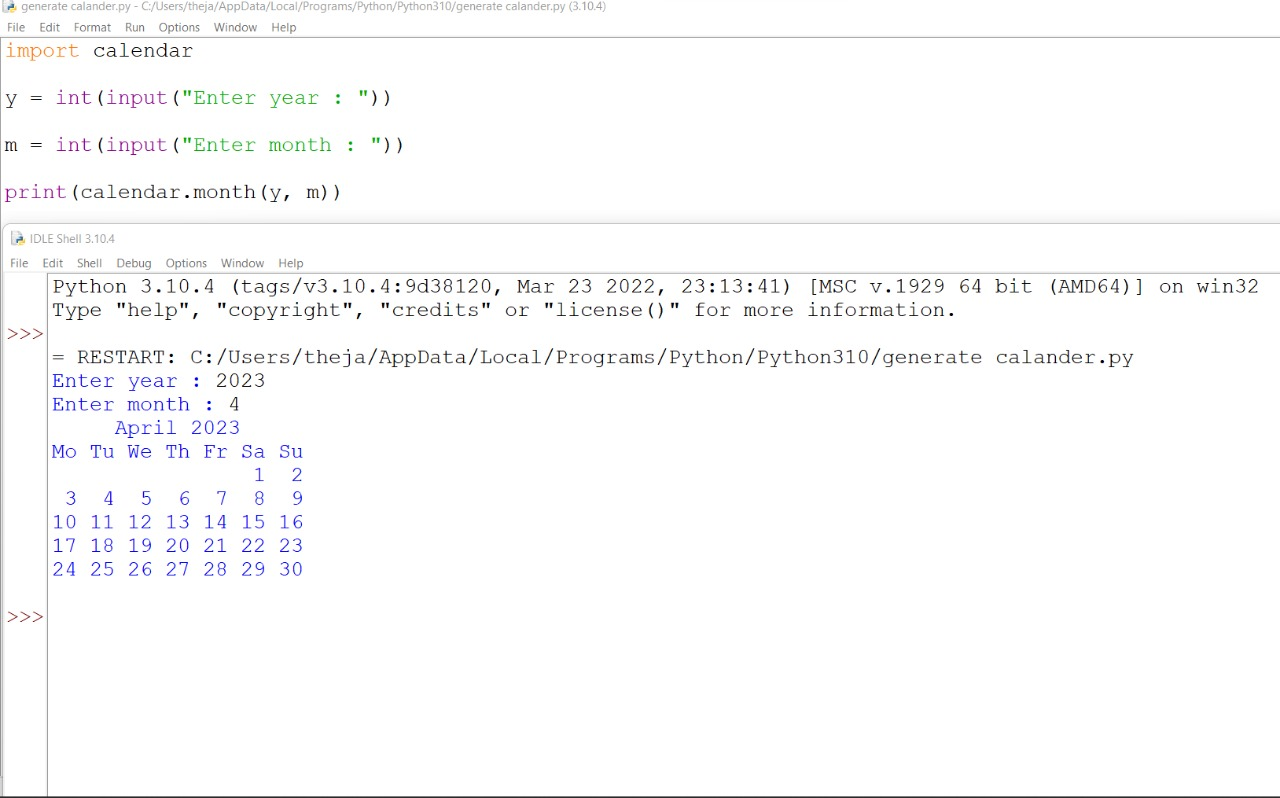 generate calander.py - C:/Users/theja/AppData/Local/Programs/Python/Python310/generate calander.py (3.10.4)
File Edit Format Run Options Window Help
import calendar
y = int(input("Enter year : "))
m = int(input("Enter month : "))
print(calendar.month(y, m))
IDLE Shell 3.10.4
File Edit Shell Debug Options Window Help
Python 3.10.4 (tags/v3.10.4:9d38120, Mar 23 2022, 23:13:41) [MSC v.1929 64 bit (AMD64)] on win32
Type "help", "copyright", "credits" or "license()" for more information.
>>>
= RESTART: C:/Users/theja/AppData/Local/Programs/Python/Python310/generate calander.py
Enter year : 2023
Enter month : 4
     April 2023
Mo Tu We Th Fr Sa Su
                1  2
 3  4  5  6  7  8  9
10 11 12 13 14 15 16
17 18 19 20 21 22 23
24 25 26 27 28 29 30
>>>